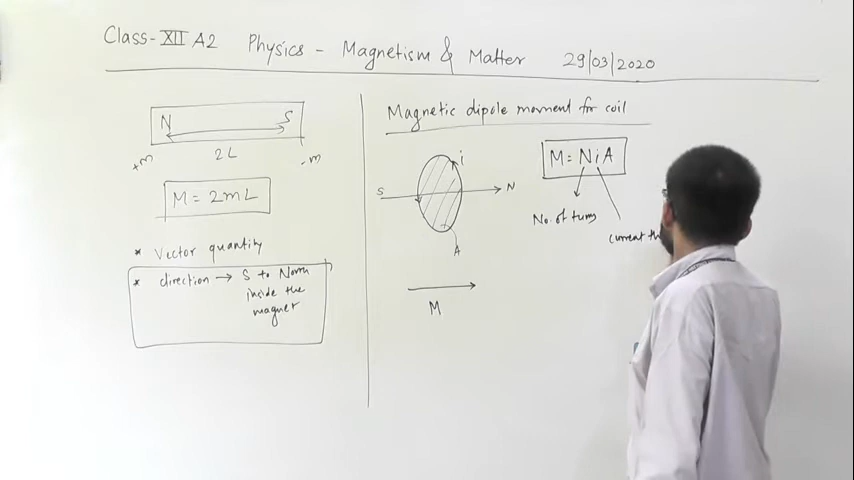 Class-XII A2 Physics - Magnetism & Matter 29/03/2020
N S
2L
+m -m
M = 2mL
* Vector quantity
* direction → S to North
inside the
magnet
Magnetic dipole moment for coil
i
S N
A
M
M = NiA
No. of turns
current th